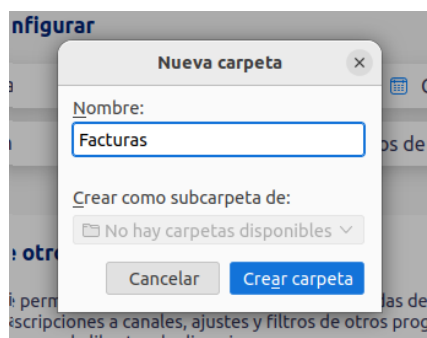 nfigurar
Nueva carpeta
Nombre:
Facturas
os de
Crear como subcarpeta de:
No hay carpetas disponibles
otro
Cancelar
Crear carpeta
perm
das de
scripciones a canales, ajustes y filtros de otros prog